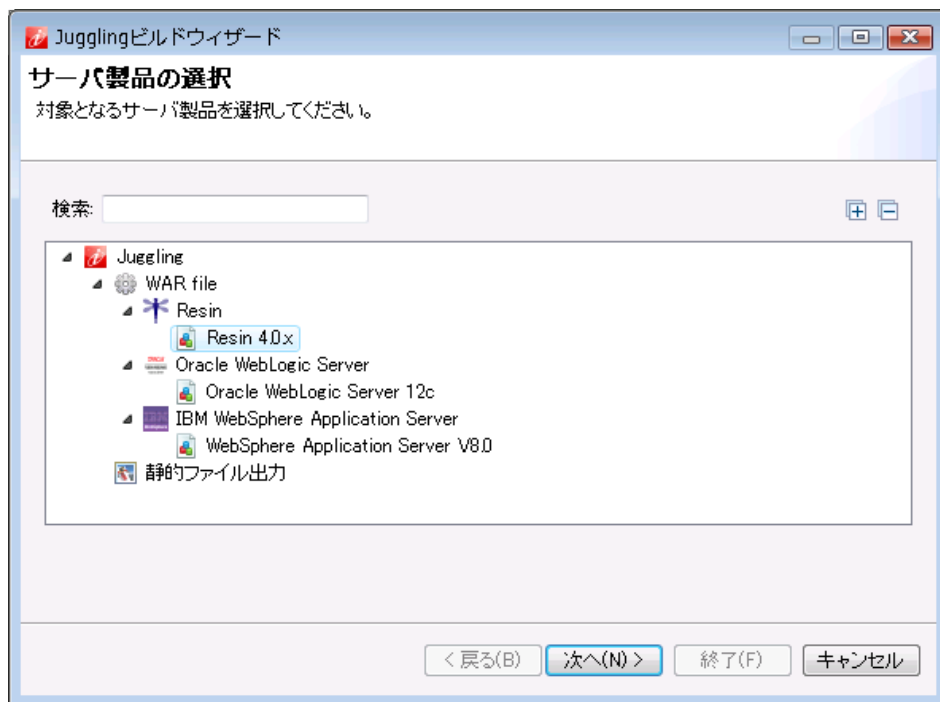 Jugglingビルドウィザード
サーバ製品の選択
対象となるサーバ製品を選択してください。
検索:
Juggling
WAR file
Resin
Resin 4.0.x
Oracle WebLogic Server
Oracle WebLogic Server 12c
IBM WebSphere Application Server
WebSphere Application Server V8.0
静的ファイル出力
< 戻る(B) 次へ(N) > 終了(F) キャンセル